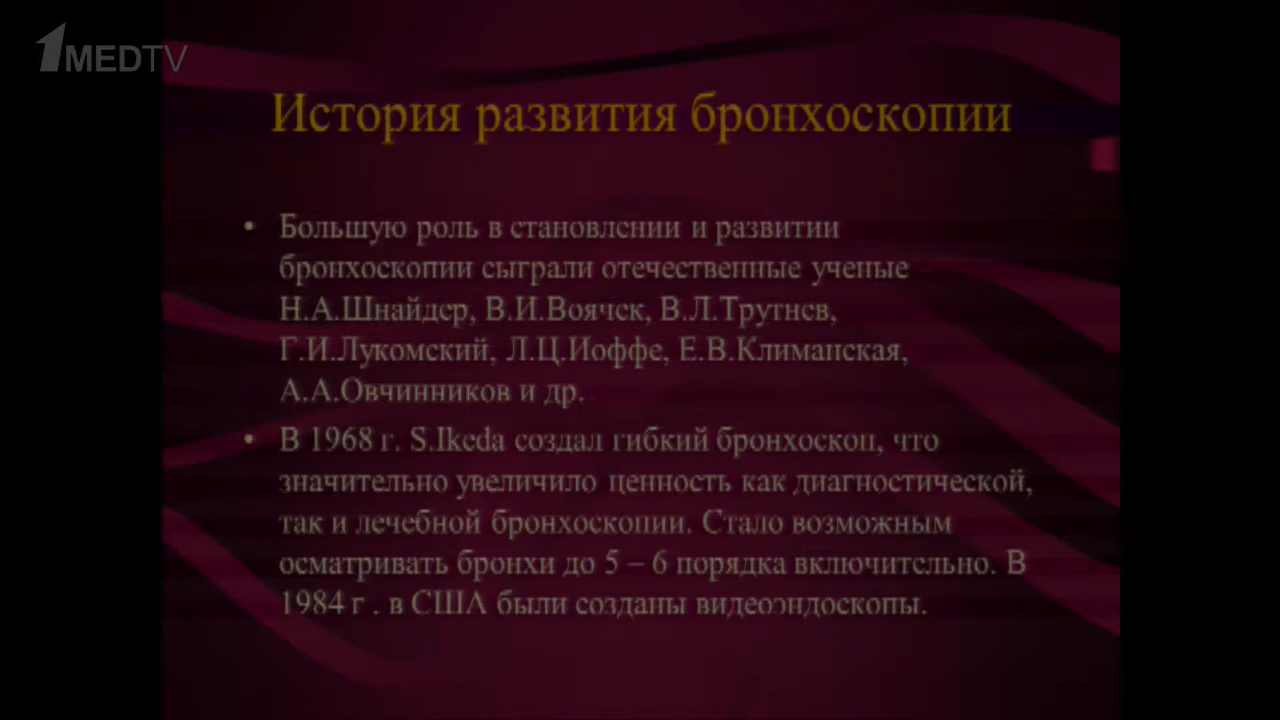 1MEDTV
История развития бронхоскопии
• Большую роль в становлении и развитии
бронхоскопии сыграли отечественные ученые
Н.А.Шнайдер, В.И.Воячек, В.Л.Трутнев,
Г.И.Лукомский, Л.Ц.Иоффе, Е.В.Климанская,
А.А.Овчинников и др.
• В 1968 г. S.Ikeda создал гибкий бронхоскоп, что
значительно увеличило ценность как диагностической,
так и лечебной бронхоскопии. Стало возможным
осматривать бронхи до 5 – 6 порядка включительно. В
1984 г . в США были созданы видеоэндоскопы.